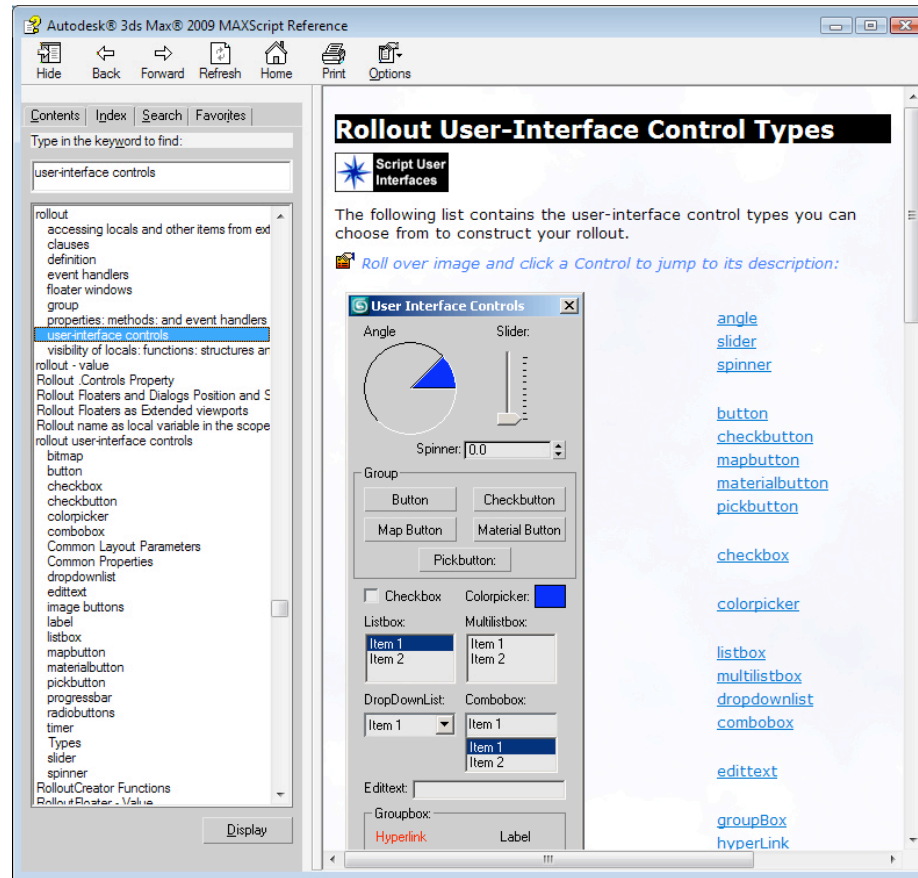 Autodesk® 3ds Max® 2009 MAXScript Reference
Hide Back Forward Refresh Home Print Options
Contents Index Search Favorites
Type in the keyword to find:
user-interface controls
rollout
accessing locals and other items from ext
clauses
definition
event handlers
floater windows
group
properties: methods: and event handlers
user-interface controls
visibility of locals: functions: structures ar
rollout - value
Rollout .Controls Property
Rollout Floaters and Dialogs Position and S
Rollout Floaters as Extended viewports
Rollout name as local variable in the scope
rollout user-interface controls
bitmap
button
checkbox
checkbutton
colorpicker
combobox
Common Layout Parameters
Common Properties
dropdownlist
edittext
image buttons
label
listbox
mapbutton
materialbutton
pickbutton
progressbar
radiobuttons
timer
Types
slider
spinner
RolloutCreator Functions
RolloutFloater - Value
Display
Rollout User-Interface Control Types
Script User
Interfaces
The following list contains the user-interface control types you can
choose from to construct your rollout.
Roll over image and click a Control to jump to its description:
User Interface Controls
Angle Slider:
Spinner: 0.0
Group
Button Checkbutton
Map Button Material Button
Pickbutton:
Checkbox Colorpicker:
Listbox: Multilistbox:
Item 1 Item 1
Item 2 Item 2
DropDownList: Combobox:
Item 1 Item 1
Item 1
Item 2
Edittext:
Groupbox:
Hyperlink Label
angle
slider
spinner
button
checkbutton
mapbutton
materialbutton
pickbutton
checkbox
colorpicker
listbox
multilistbox
dropdownlist
combobox
edittext
groupBox
hyperLink